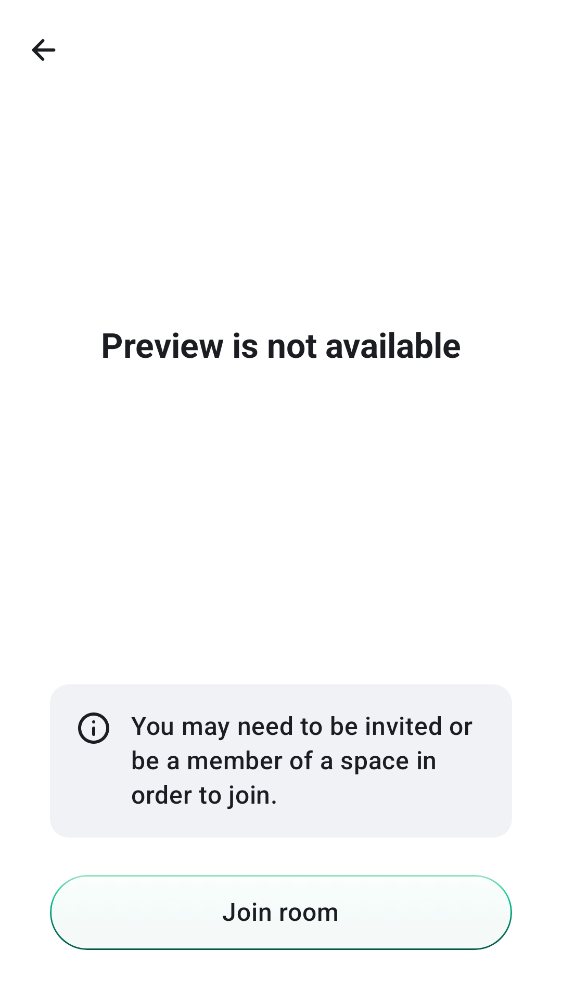 Preview is not available
You may need to be invited or
be a member of a space in
order to join.
Join room